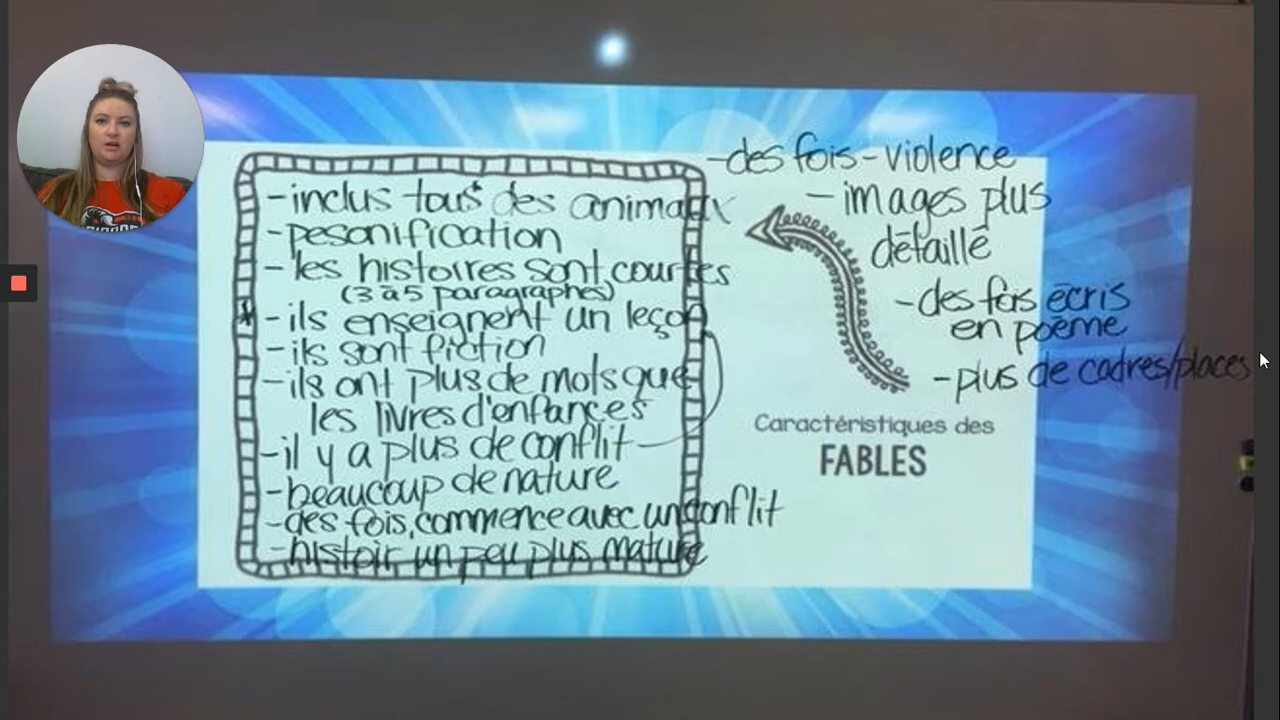 -inclus tous des animaux
-pesonification
-les histoires sont courtes
(3 à 5 paragraphes)
*-ils enseignent un leçon
-ils sont fiction
-ils ont plus de mots que
les livres d'enfances
-il y a plus de conflit
-beaucoup de nature
-des fois, commence avec un conflit
-histoir un peu plus mature
-des fois - violence
- images plus
détaillé
-des fois écris
en poème
-plus de cadres/places
Caractéristiques des
FABLES